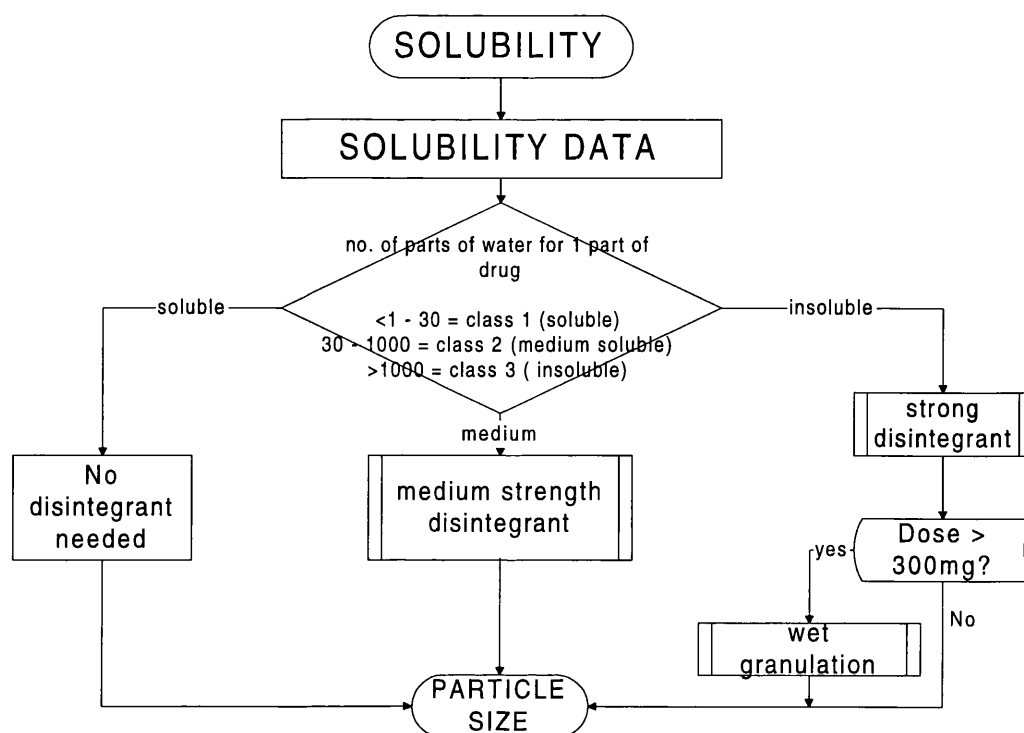 SOLUBILITY
SOLUBILITY DATA
no. of parts of water for 1 part of
drug
<1 - 30 = class 1 (soluble)
30 - 1000 = class 2 (medium soluble)
>1000 = class 3 ( insoluble)
soluble
insoluble
medium
strong
disintegrant
No
disintegrant
needed
medium strength
disintegrant
Dose >
300mg?
yes
No
wet
granulation
PARTICLE
SIZE